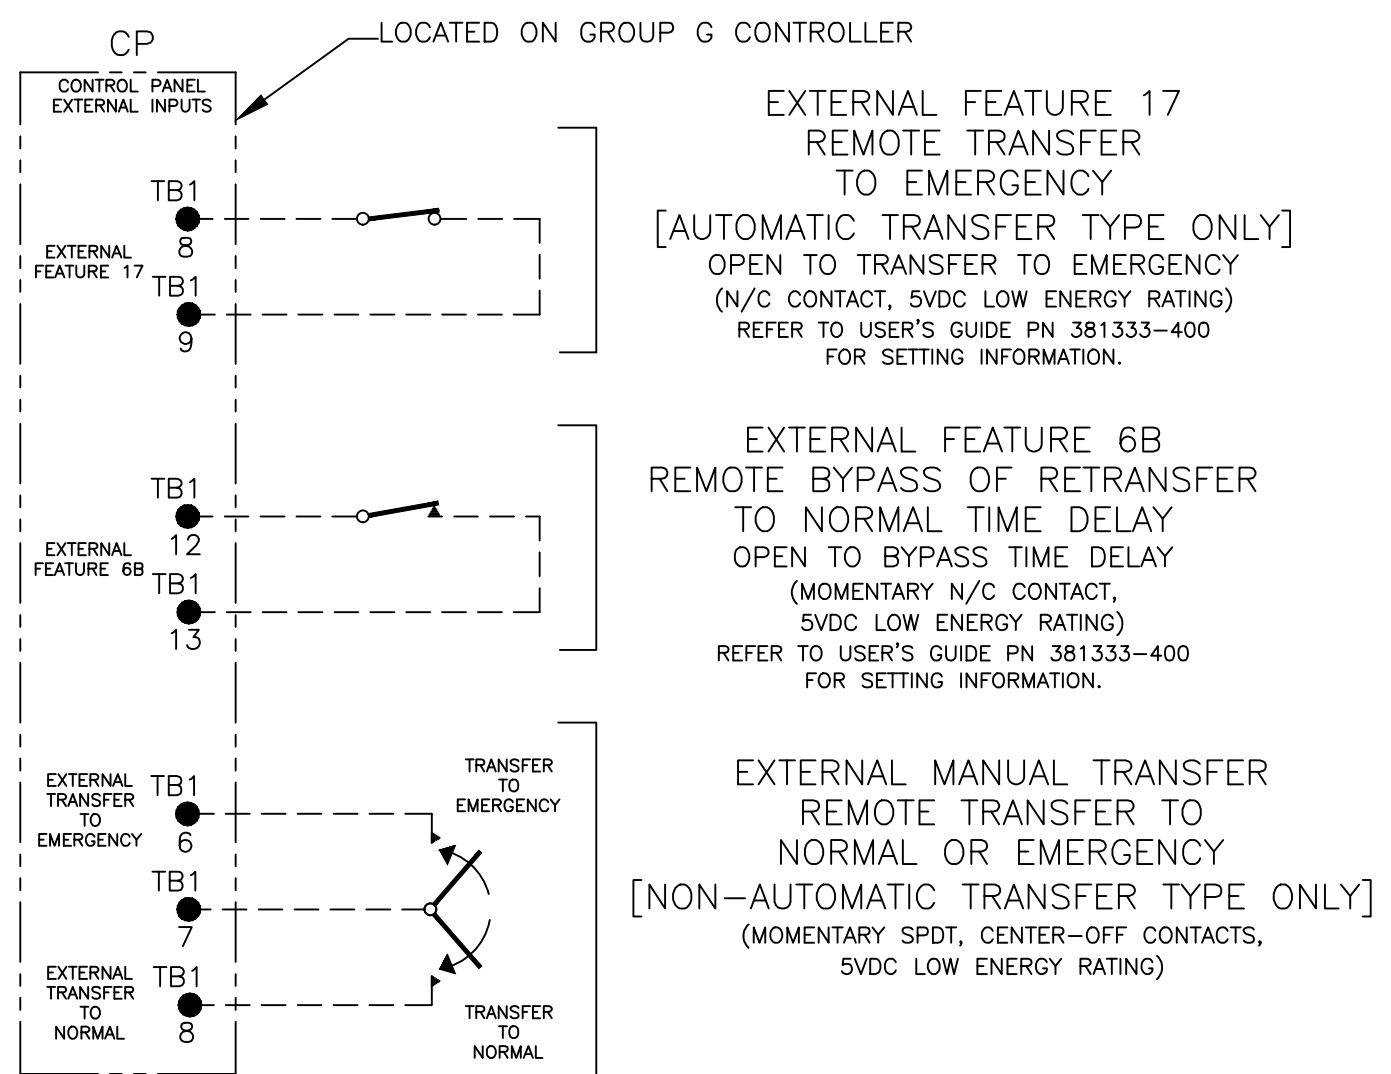 CP
LOCATED ON GROUP G CONTROLLER
CONTROL PANEL
EXTERNAL INPUTS
TB1
8
EXTERNAL
FEATURE 17
TB1
9
EXTERNAL FEATURE 17
REMOTE TRANSFER
TO EMERGENCY
[AUTOMATIC TRANSFER TYPE ONLY]
OPEN TO TRANSFER TO EMERGENCY
(N/C CONTACT, 5VDC LOW ENERGY RATING)
REFER TO USER'S GUIDE PN 381333-400
FOR SETTING INFORMATION.
TB1
12
EXTERNAL
FEATURE 6B
TB1
13
EXTERNAL FEATURE 6B
REMOTE BYPASS OF RETRANSFER
TO NORMAL TIME DELAY
OPEN TO BYPASS TIME DELAY
(MOMENTARY N/C CONTACT,
5VDC LOW ENERGY RATING)
REFER TO USER'S GUIDE PN 381333-400
FOR SETTING INFORMATION.
EXTERNAL
TRANSFER
TO
EMERGENCY
TB1
6
TB1
7
EXTERNAL
TRANSFER
TO
NORMAL
TB1
8
TRANSFER
TO
EMERGENCY
TRANSFER
TO
NORMAL
EXTERNAL MANUAL TRANSFER
REMOTE TRANSFER TO
NORMAL OR EMERGENCY
[NON-AUTOMATIC TRANSFER TYPE ONLY]
(MOMENTARY SPDT, CENTER-OFF CONTACTS,
5VDC LOW ENERGY RATING)